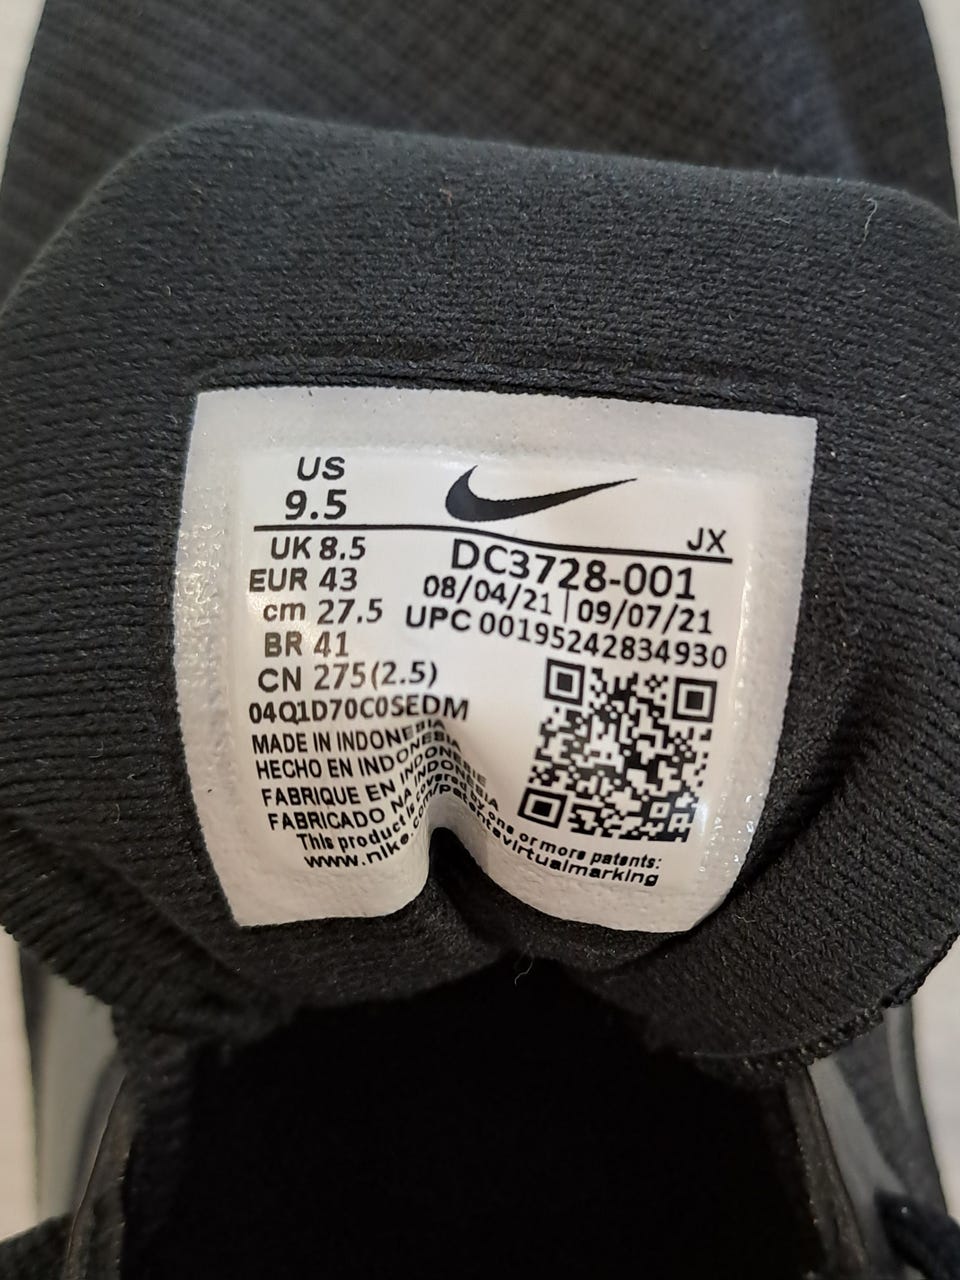 US
9.5
JX
UK 8.5
EUR 43
cm 27.5
BR 41
CN 275(2.5)
DC3728-001
08/04/21 | 09/07/21
UPC 00195242834930
04Q1D70C0SEDM
MADE IN INDONESIA
HECHO EN INDONESIA
FABRIQUE EN INDONERIE
FABRICADO NA INDONESIA
This product is covered by one or more patents:
www.nike.com/patentsvirtualmarking